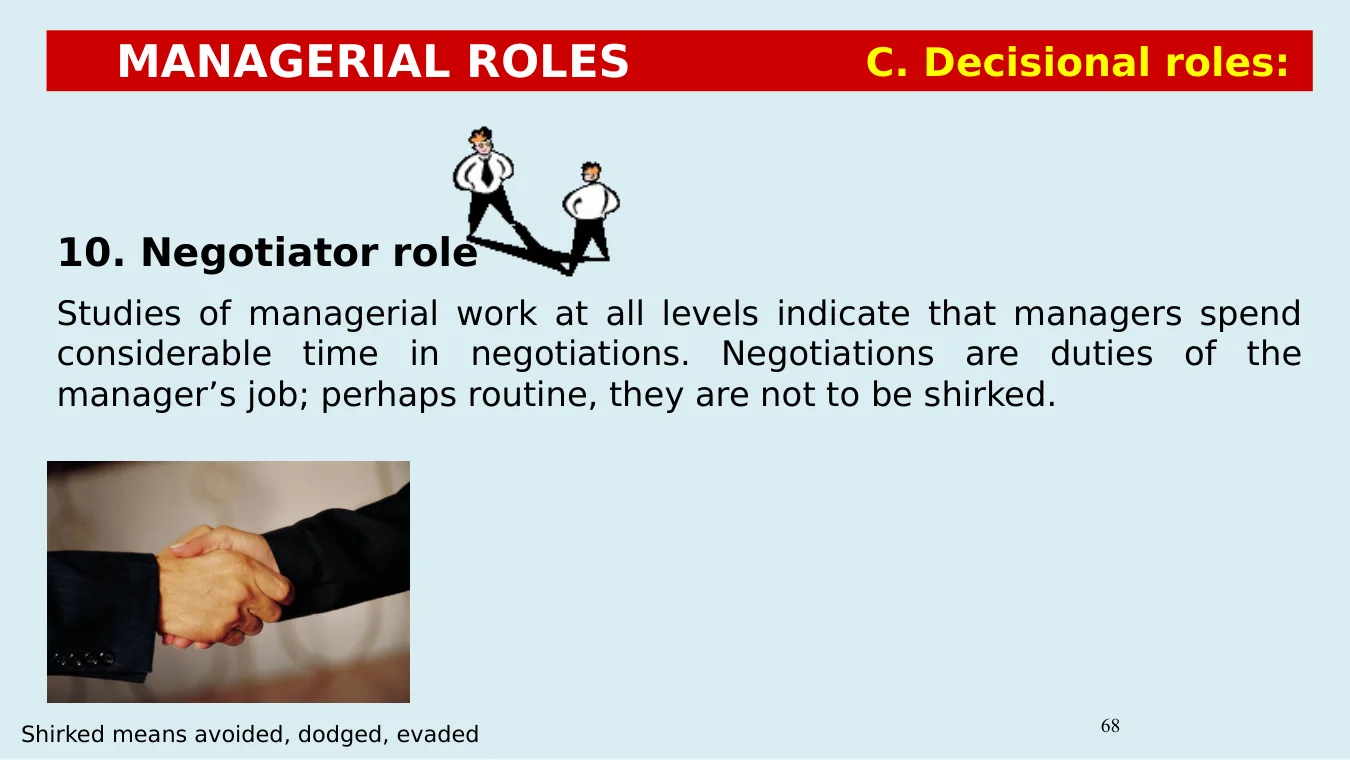 MANAGERIAL ROLES C. Decisional roles:
10. Negotiator role
Studies of managerial work at all levels indicate that managers spend
considerable time in negotiations. Negotiations are duties of the
manager’s job; perhaps routine, they are not to be shirked.
Shirked means avoided, dodged, evaded
68